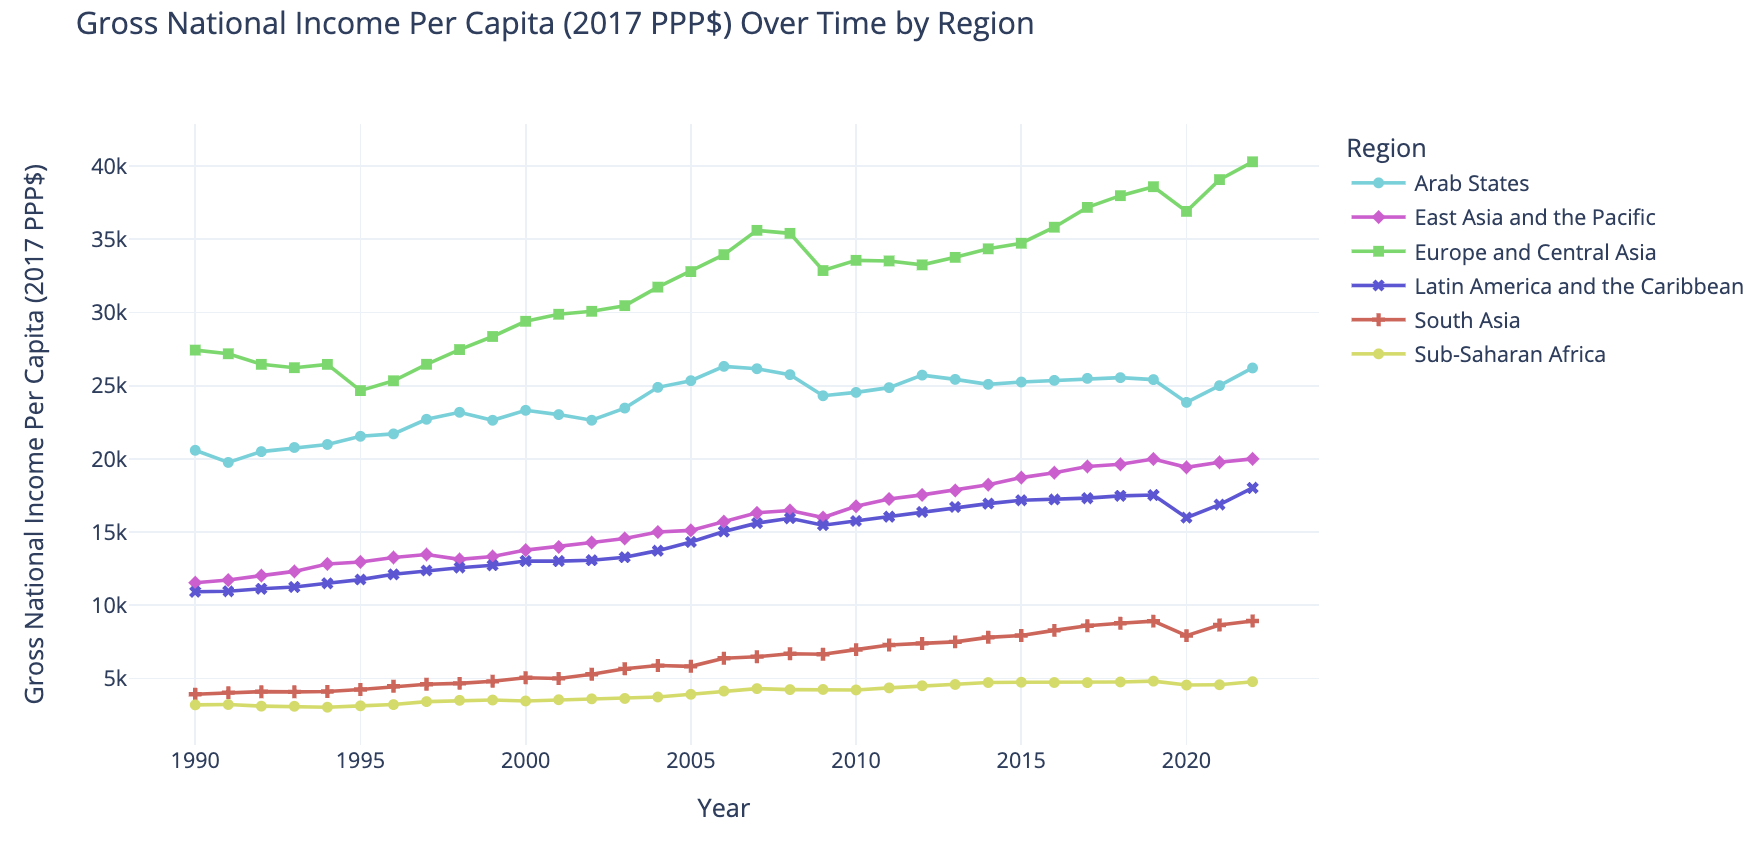 Gross National Income Per Capita (2017 PPP$) Over Time by Region
Gross National Income Per Capita (2017 PPP$)
40k
35k
30k
25k
20k
15k
10k
5k
1990 1995 2000 2005 2010 2015 2020
Year
Region
Arab States
East Asia and the Pacific
Europe and Central Asia
Latin America and the Caribbean
South Asia
Sub-Saharan Africa